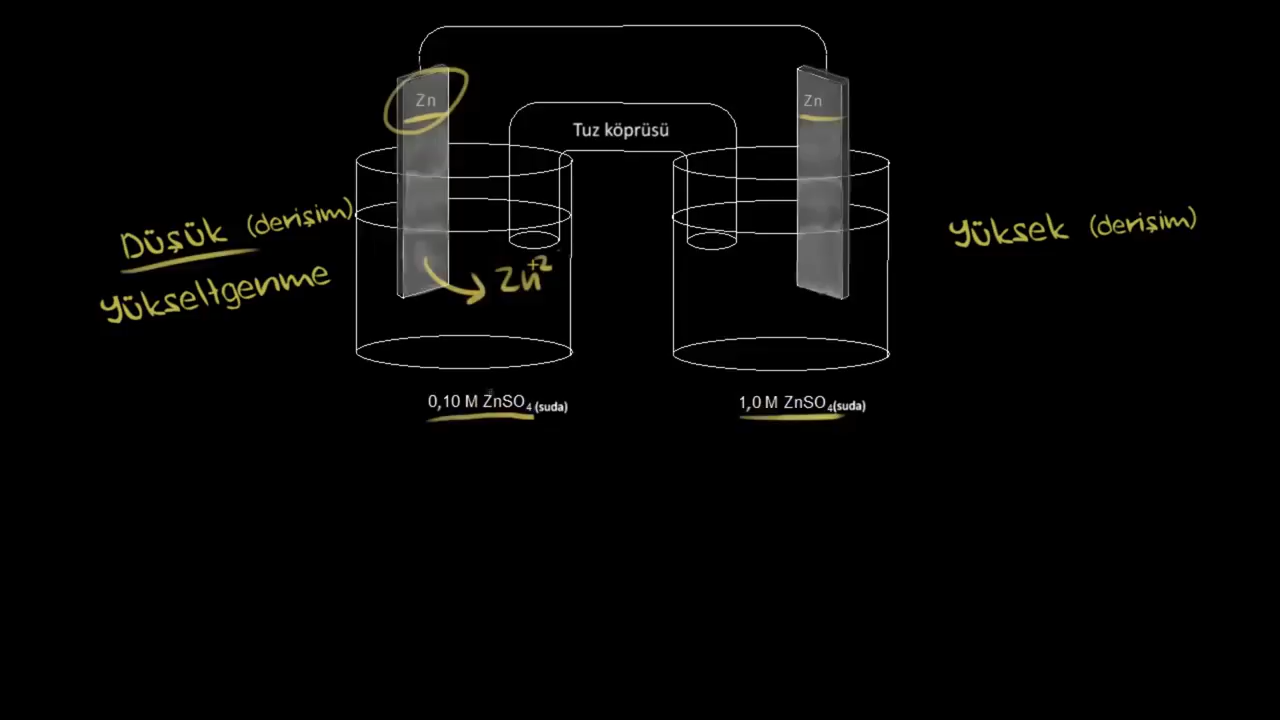 Zn
Zn
Tuz köprüsü
Düşük (derişim)
Yüksek (derişim)
Yükseltgenme
Zn+2
0,10 M ZnSO4 (suda)
1,0 M ZnSO4(suda)